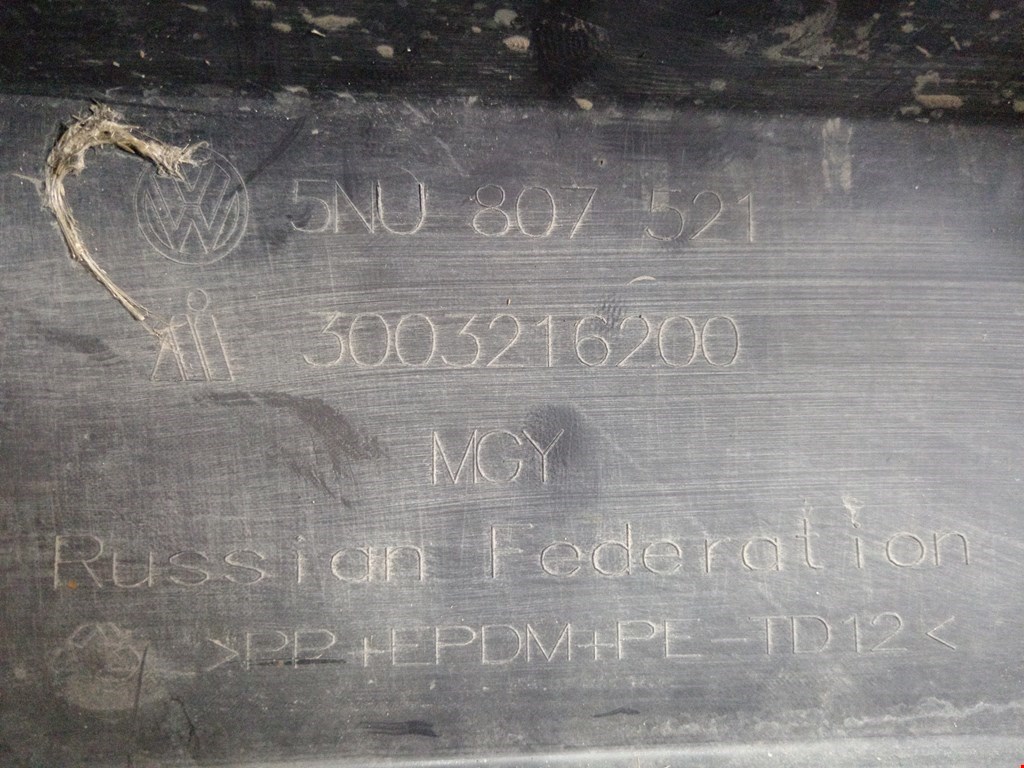 5NU 807 521
3003216200
MGY
Russian Federation
>PP+EPDM+PE-TD12<